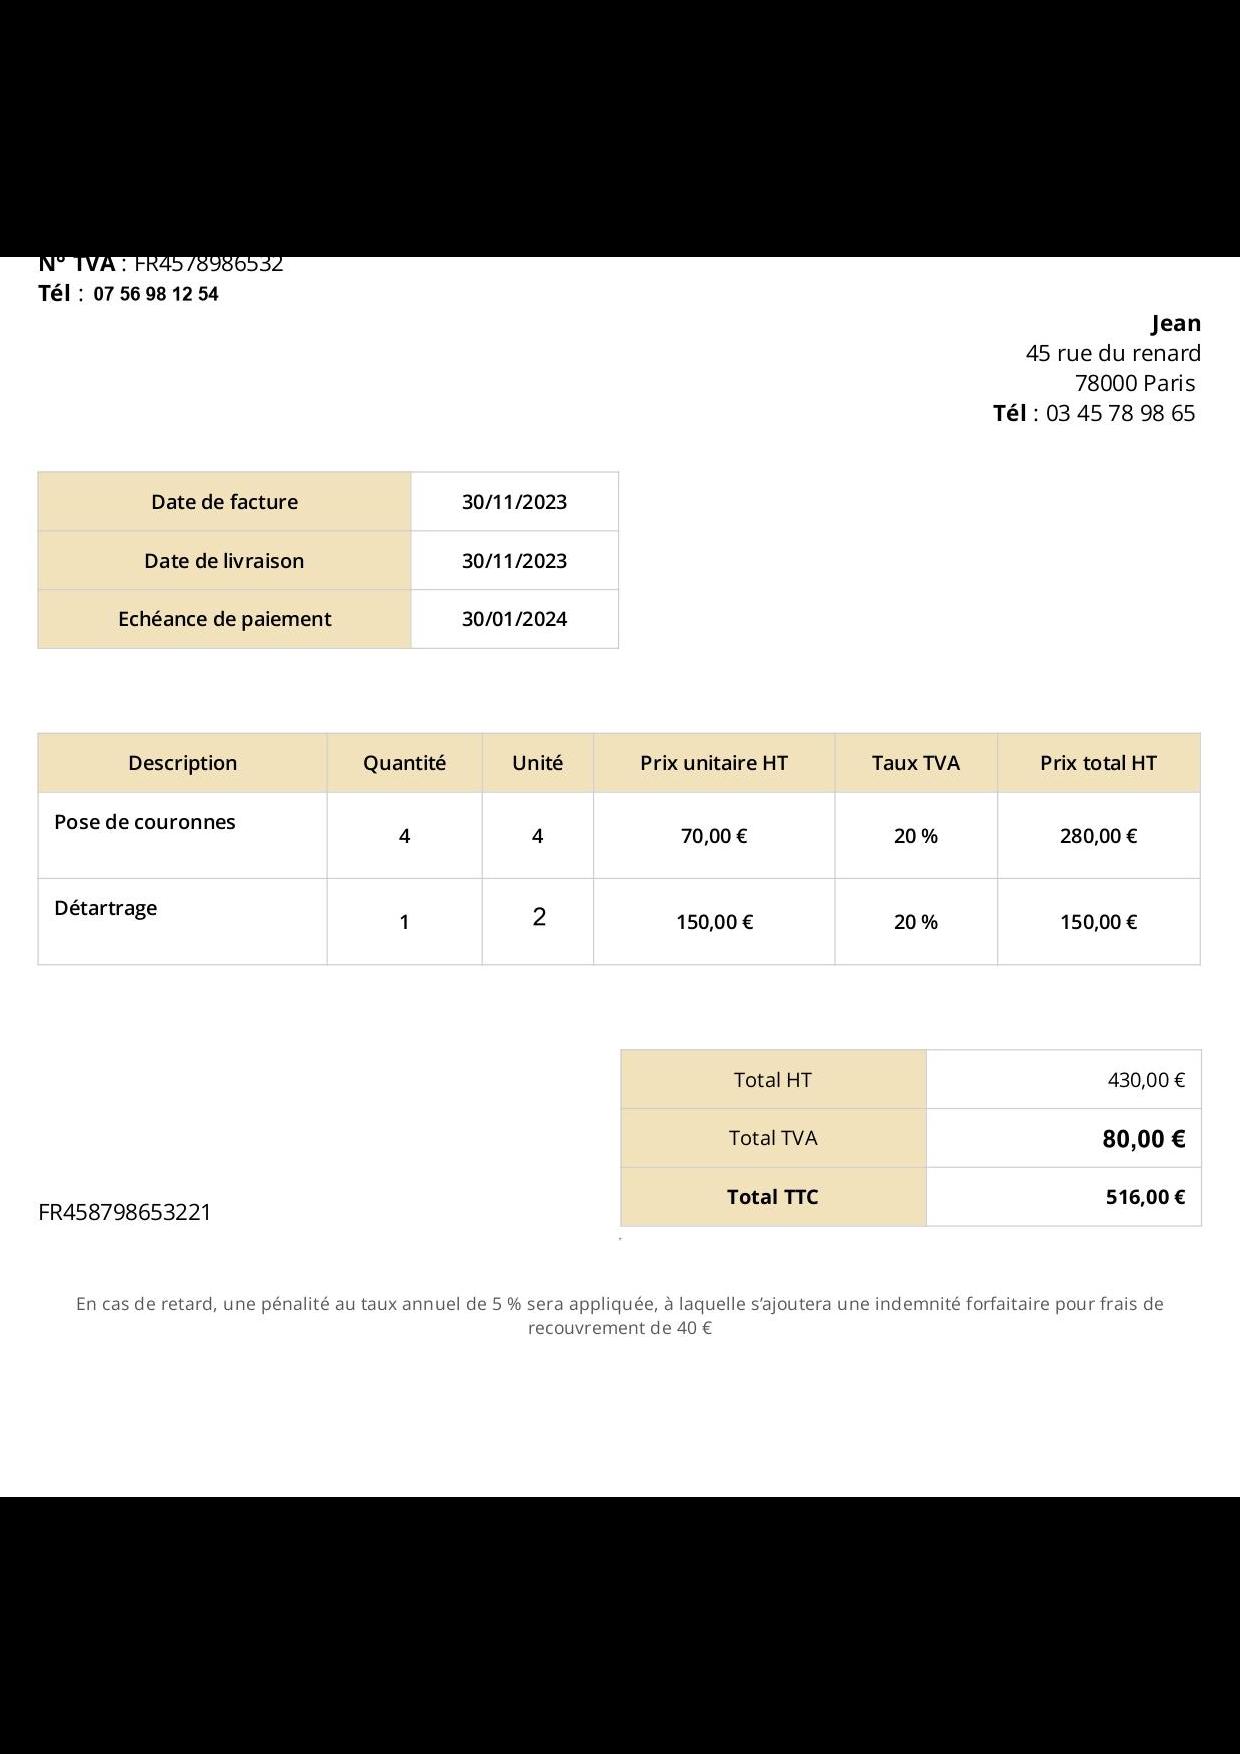 N° TVA : FR4578986532
Tél : 07 56 98 12 54
Jean
45 rue du renard
78000 Paris
Tél : 03 45 78 98 65
Date de facture 30/11/2023
Date de livraison 30/11/2023
Echéance de paiement 30/01/2024
Description Quantité Unité Prix unitaire HT Taux TVA Prix total HT
Pose de couronnes 4 4 70,00 € 20 % 280,00 €
Détartrage 1 2 150,00 € 20 % 150,00 €
Total HT 430,00 €
Total TVA 80,00 €
Total TTC 516,00 €
FR458798653221
En cas de retard, une pénalité au taux annuel de 5 % sera appliquée, à laquelle s’ajoutera une indemnité forfaitaire pour frais de
recouvrement de 40 €